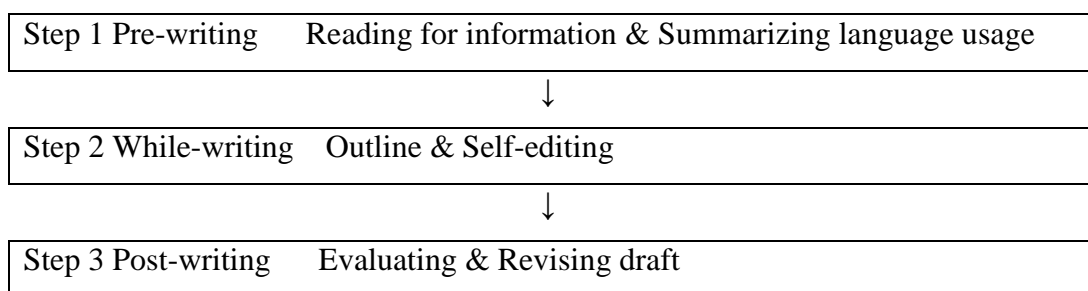 Step 1 Pre-writing Reading for information & Summarizing language usage
↓
Step 2 While-writing Outline & Self-editing
↓
Step 3 Post-writing Evaluating & Revising draft